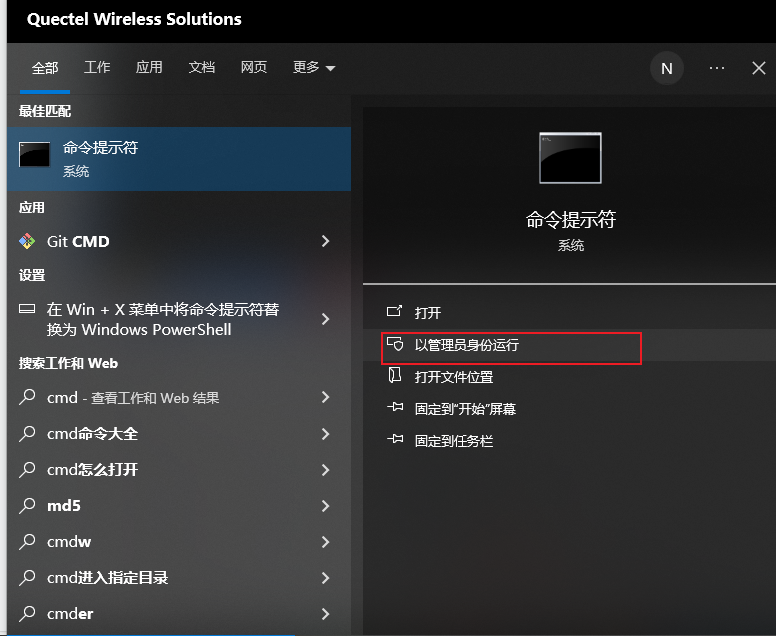 Quectel Wireless Solutions
全部 工作 应用 文档 网页 更多 N ···
最佳匹配
命令提示符
系统
应用
Git CMD
设置
在 Win + X 菜单中将命令提示符替
换为 Windows PowerShell
搜索工作和 Web
cmd - 查看工作和 Web 结果
cmd命令大全
cmd怎么打开
md5
cmdw
cmd进入指定目录
cmder
命令提示符
系统
打开
以管理员身份运行
打开文件位置
固定到"开始"屏幕
固定到任务栏